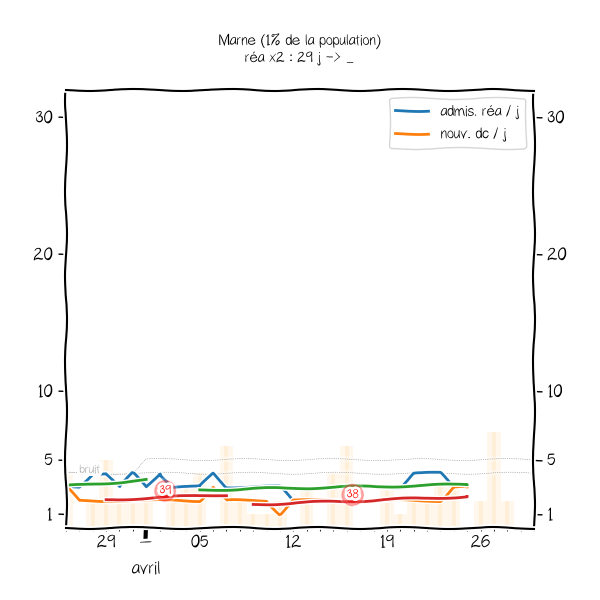 Marne (1% de la population)
réa x2 : 29 j -> _
admis. réa / j
nouv. dc / j
30
30
20
20
10
10
5
5
bruit
39
38
1
1
29
05
12
19
26
avril